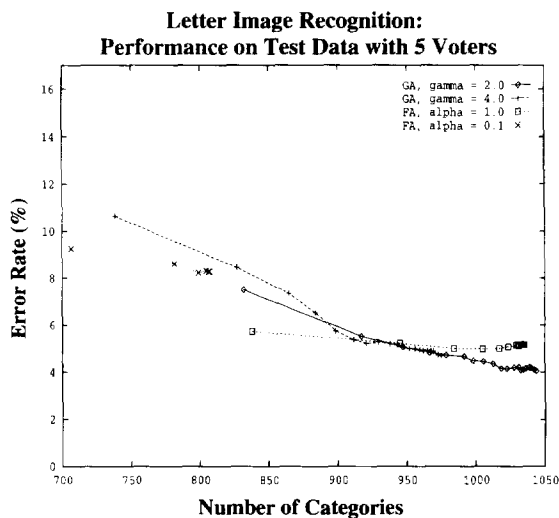 Letter Image Recognition:
Performance on Test Data with 5 Voters
GA, gamma = 2.0
GA, gamma = 4.0
FA, alpha = 1.0
FA, alpha = 0.1
16
14
12
10
8
6
4
2
0
Error Rate (%)
700 750 800 850 900 950 1000 1050
Number of Categories